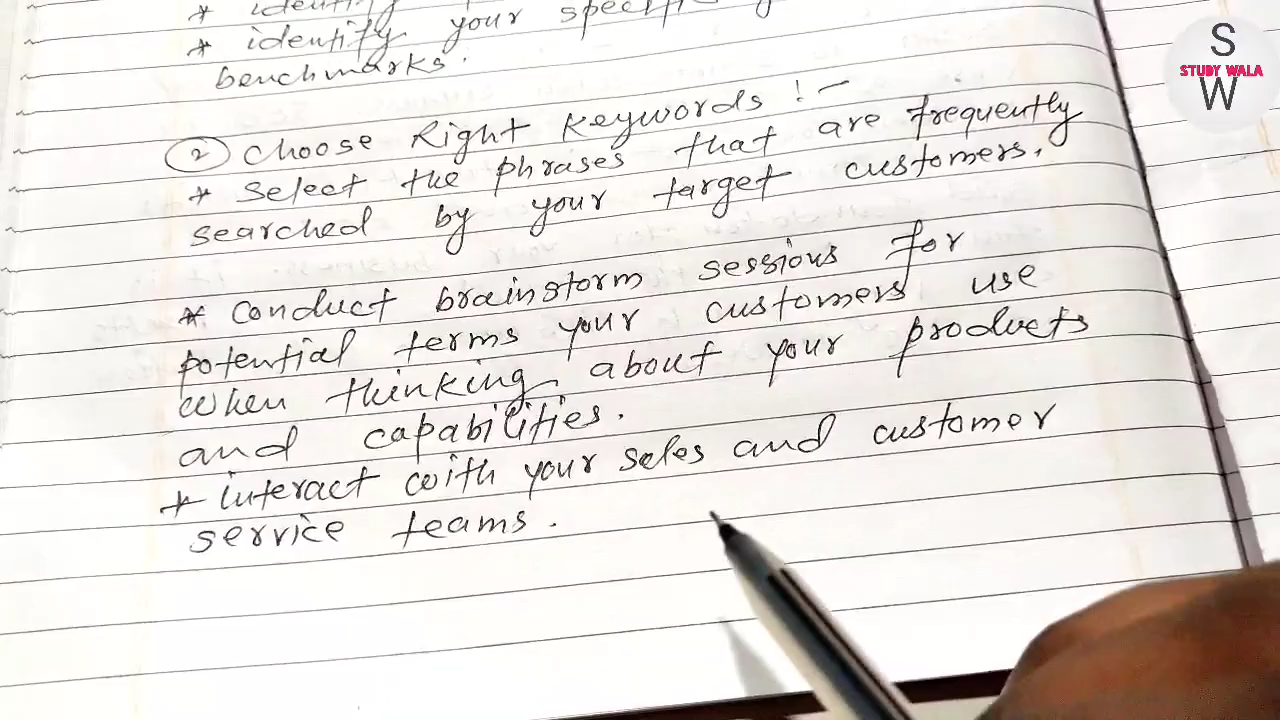 * identify
* identify your specific
benchmarks.
② Choose Right Keywords :-
* Select the phrases that are frequently
searched by your target customers.
* Conduct brainstorm sessions for
potential terms your customers use
when thinking about your products
and capabilities.
* interact with your sales and customer
service teams.
S
STUDY WALA
W